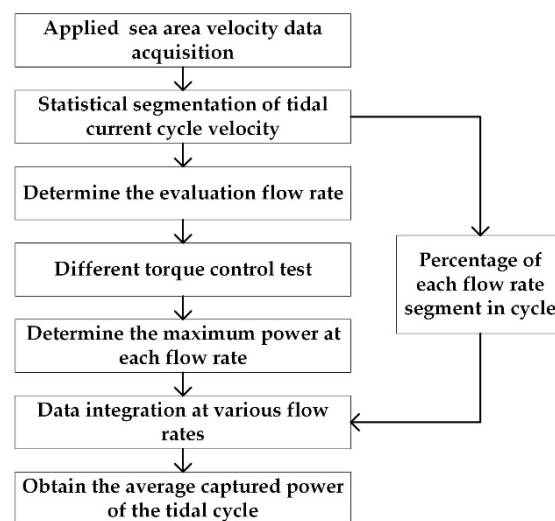 Applied sea area velocity data
acquisition
Statistical segmentation of tidal
current cycle velocity
Determine the evaluation flow rate
Different torque control test
Percentage of
each flow rate
segment in cycle
Determine the maximum power at
each flow rate
Data integration at various flow
rates
Obtain the average captured power
of the tidal cycle